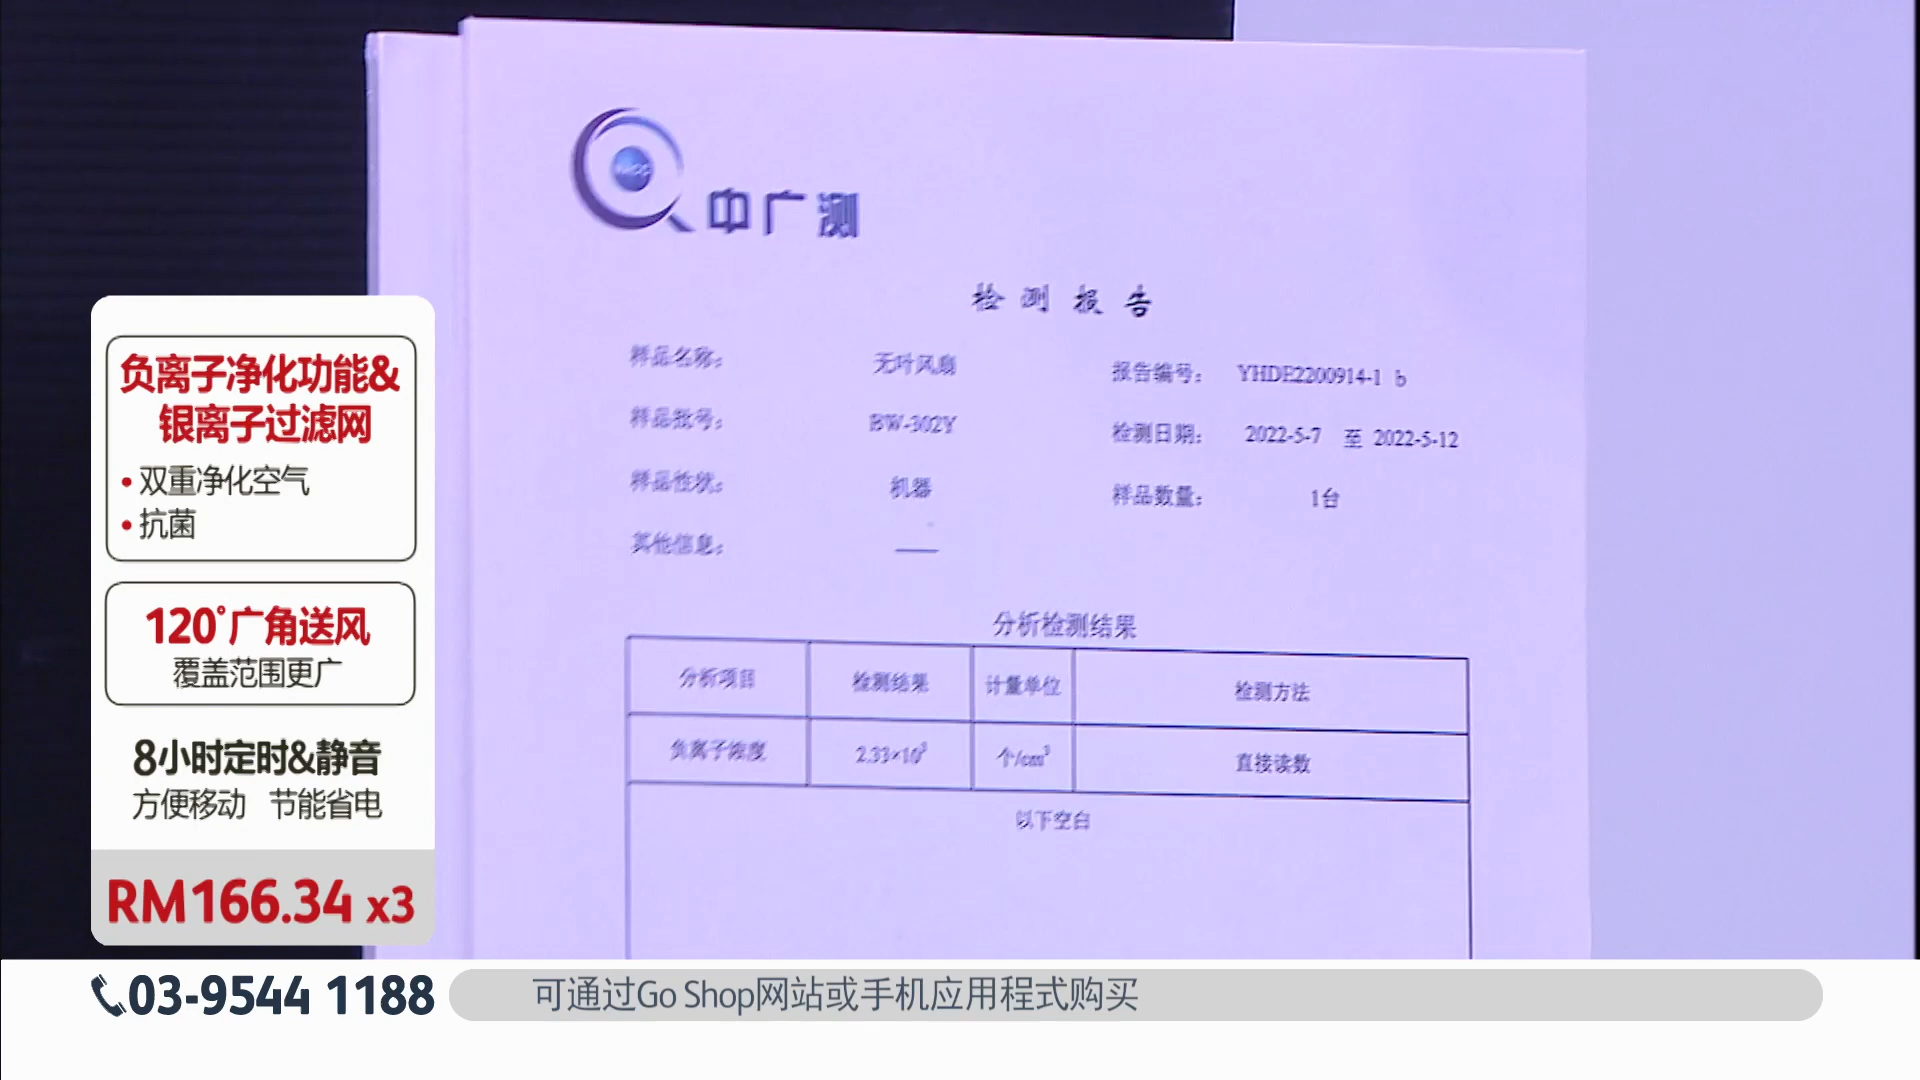 中广测
检测报告
样品名称： 无叶风扇 报告编号： YHDE2200914-1 b
样品批号： BW-302Y 检测日期： 2022-5-7 至 2022-5-12
样品性状： 机器 样品数量： 1台
其他信息： ——
分析检测结果
分析项目 检测结果 计量单位 检测方法
负离子浓度 个/cm³ 直接读数
以下空白
负离子净化功能&
银离子过滤网
• 双重净化空气
• 抗菌
120°广角送风
覆盖范围更广
8小时定时&静音
方便移动 节能省电
RM166.34 x3
03-9544 1188
可通过Go Shop网站或手机应用程式购买